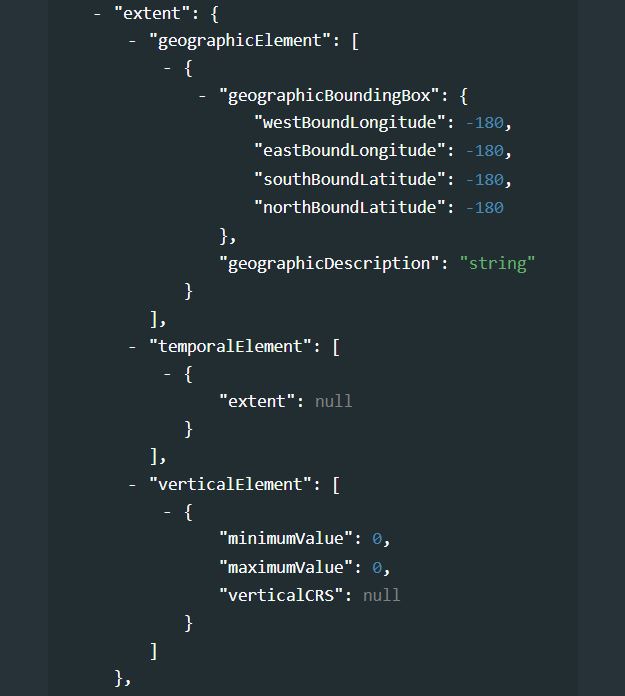 - "extent": {
- "geographicElement": [
- {
- "geographicBoundingBox": {
"westBoundLongitude": -180,
"eastBoundLongitude": -180,
"southBoundLatitude": -180,
"northBoundLatitude": -180
},
"geographicDescription": "string"
}
],
- "temporalElement": [
- {
"extent": null
}
],
- "verticalElement": [
- {
"minimumValue": 0,
"maximumValue": 0,
"verticalCRS": null
}
]
},